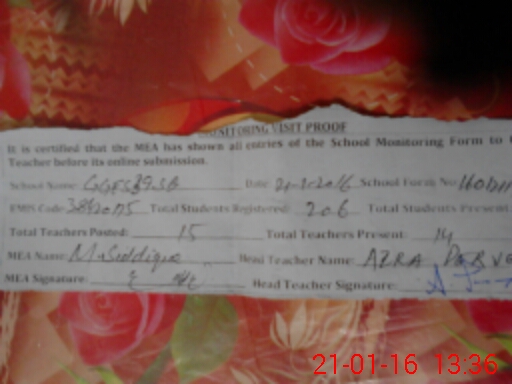 MONITORING VISIT PROOF
It is certified that the MEA has shown all entries of the School Monitoring Form to
Teacher before its online submission.
School Name: GGES 89.SB Date: 21-1-2016 School Form No:
EMIS Code: Total Students Registered: 206 Total Students Present
Total Teachers Posted: 15 Total Teachers Present: 14
MEA Name: M. Siddique Head Teacher Name: AZRA
MEA Signature: Head Teacher Signature:
21-01-16 13:36